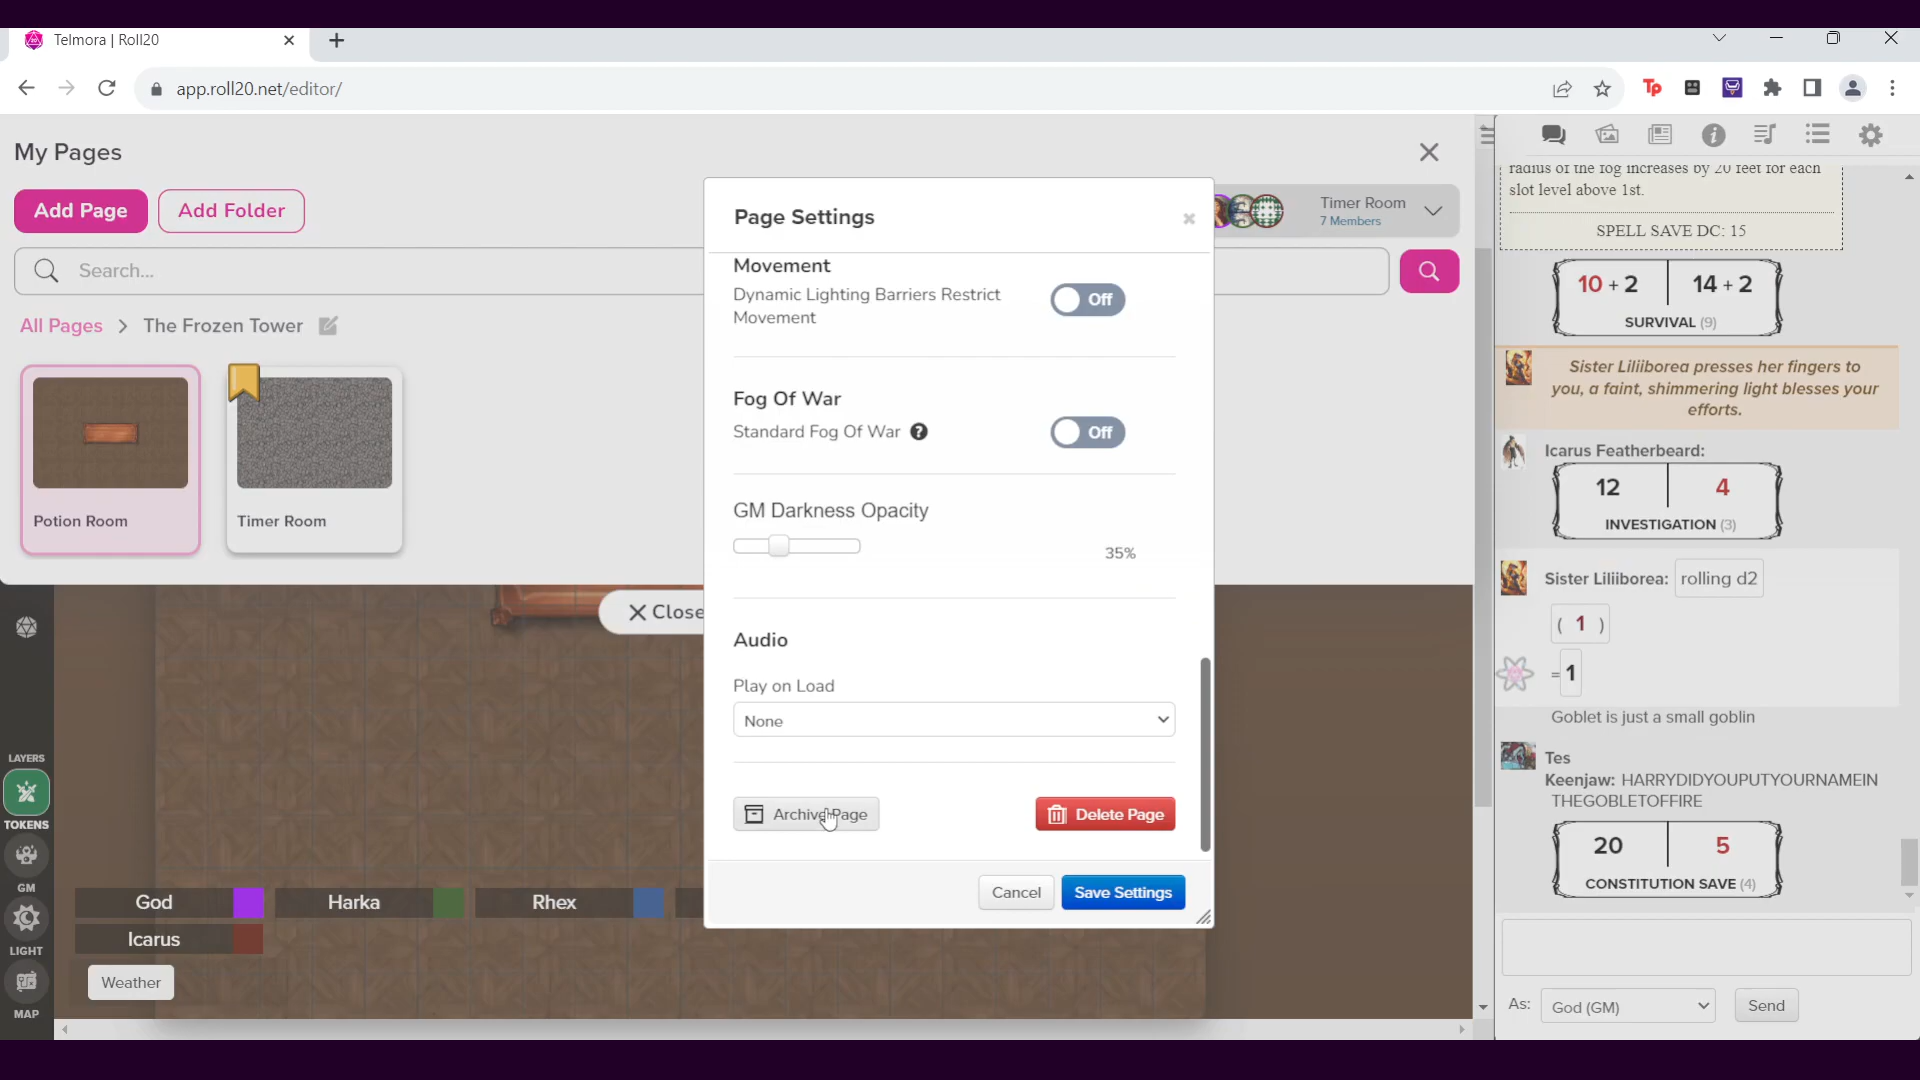 Telmora | Roll20
app.roll20.net/editor/
My Pages
Add Page
Add Folder
Timer Room
7 Members
Search...
All Pages > The Frozen Tower
Potion Room
Timer Room
Close
Page Settings
Movement
Dynamic Lighting Barriers Restrict
Movement
Off
Fog Of War
Standard Fog Of War
Off
GM Darkness Opacity
35%
Audio
Play on Load
None
Archive Page
Delete Page
Cancel
Save Settings
LAYERS
TOKENS
GM
LIGHT
MAP
God
Harka
Rhex
Icarus
Weather
radius of the fog increases by 20 feet for each
slot level above 1st.
SPELL SAVE DC: 15
10 + 2
14 + 2
SURVIVAL (9)
Sister Liliiborea presses her fingers to
you, a faint, shimmering light blesses your
efforts.
Icarus Featherbeard:
12
4
INVESTIGATION (3)
Sister Liliiborea: rolling d2
( 1 )
= 1
Goblet is just a small goblin
Tes
Keenjaw: HARRYDIDYOUPUTYOURNAMEIN
THEGOBLETOFFIRE
20
5
CONSTITUTION SAVE (4)
As: God (GM)
Send